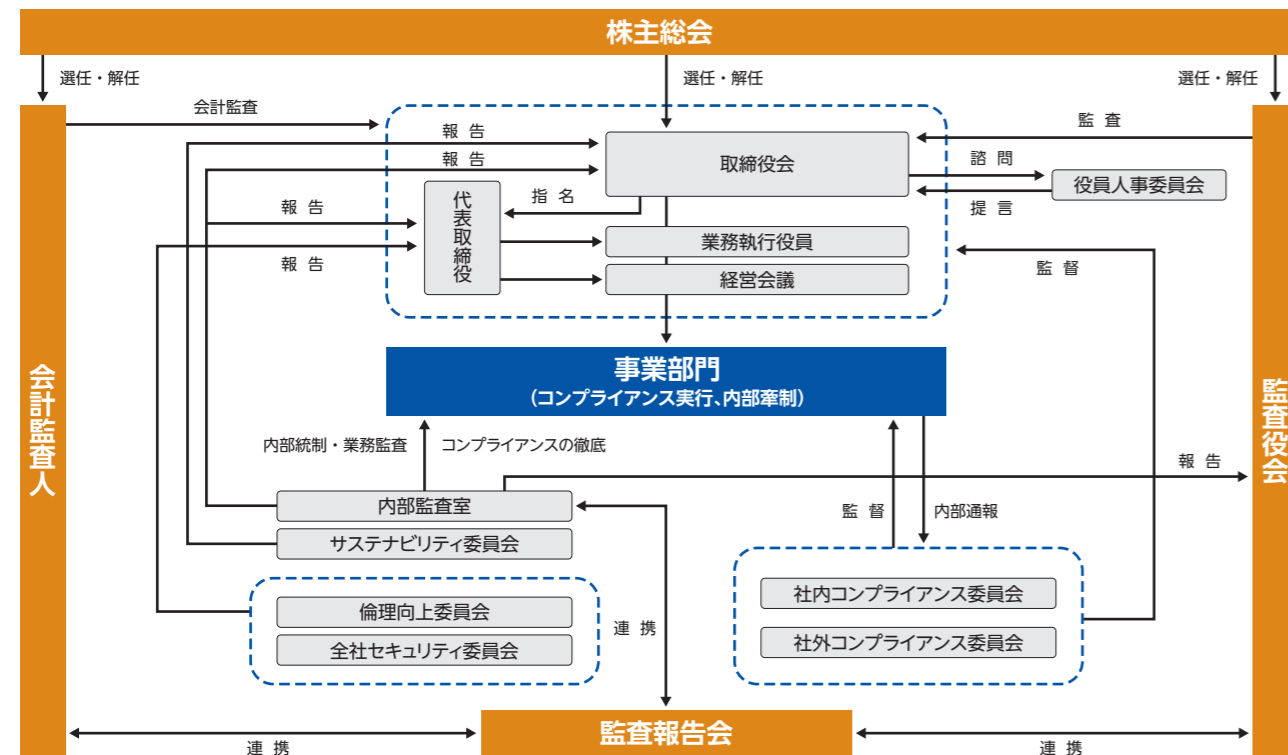 株主総会
選任・解任
選任・解任
選任・解任
会計監査
報告
監査
報告
取締役会
諮問
役員人事委員会
代表取締役
指名
提言
報告
業務執行役員
報告
監督
経営会議
事業部門
(コンプライアンス実行、内部牽制)
会計監査人
監査役会
内部統制・業務監査
コンプライアンスの徹底
報告
内部監査室
監督
内部通報
サステナビリティ委員会
社内コンプライアンス委員会
倫理向上委員会
連携
社外コンプライアンス委員会
全社セキュリティ委員会
監査報告会
連携
連携